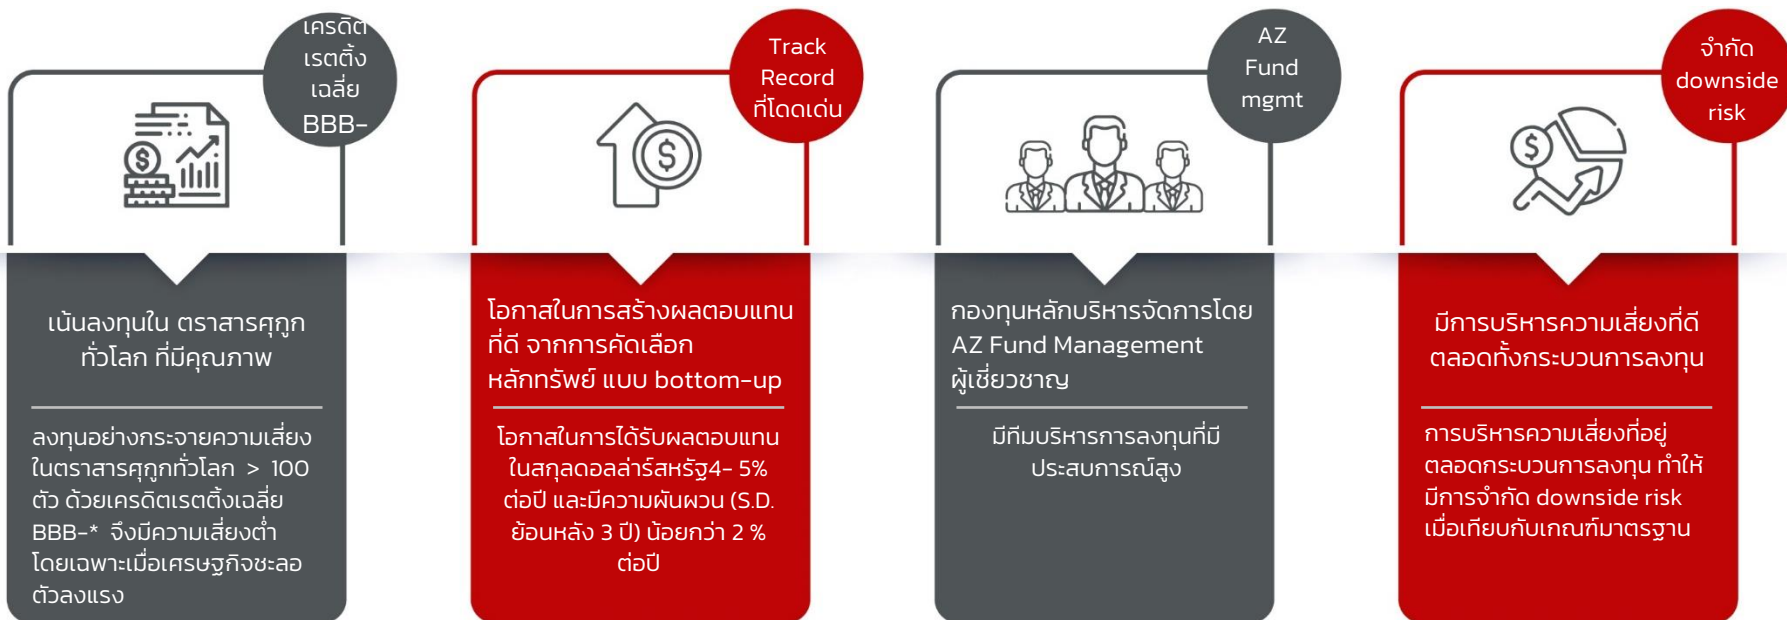 เครดิต
เรตติ้ง
เฉลี่ย
BBB-
เน้นลงทุนใน ตราสารศุกูก
ทั่วโลก ที่มีคุณภาพ
ลงทุนอย่างกระจายความเสี่ยง
ในตราสารศุกูกทั่วโลก > 100
ตัว ด้วยเครดิตเรตติ้งเฉลี่ย
BBB-* จึงมีความเสี่ยงต่ำ
โดยเฉพาะเมื่อเศรษฐกิจชะลอ
ตัวลงแรง
Track
Record
ที่โดดเด่น
โอกาสในการสร้างผลตอบแทน
ที่ดี จากการคัดเลือก
หลักทรัพย์ แบบ bottom-up
โอกาสในการได้รับผลตอบแทน
ในสกุลดอลล่าร์สหรัฐ4- 5%
ต่อปี และมีความผันผวน (S.D.
ย้อนหลัง 3 ปี) น้อยกว่า 2 %
ต่อปี
AZ
Fund
mgmt
กองทุนหลักบริหารจัดการโดย
AZ Fund Management
ผู้เชี่ยวชาญ
มีทีมบริหารการลงทุนที่มี
ประสบการณ์สูง
จำกัด
downside
risk
มีการบริหารความเสี่ยงที่ดี
ตลอดทั้งกระบวนการลงทุน
การบริหารความเสี่ยงที่อยู่
ตลอดกระบวนการลงทุน ทำให้
มีการจำกัด downside risk
เมื่อเทียบกับเกณฑ์มาตรฐาน